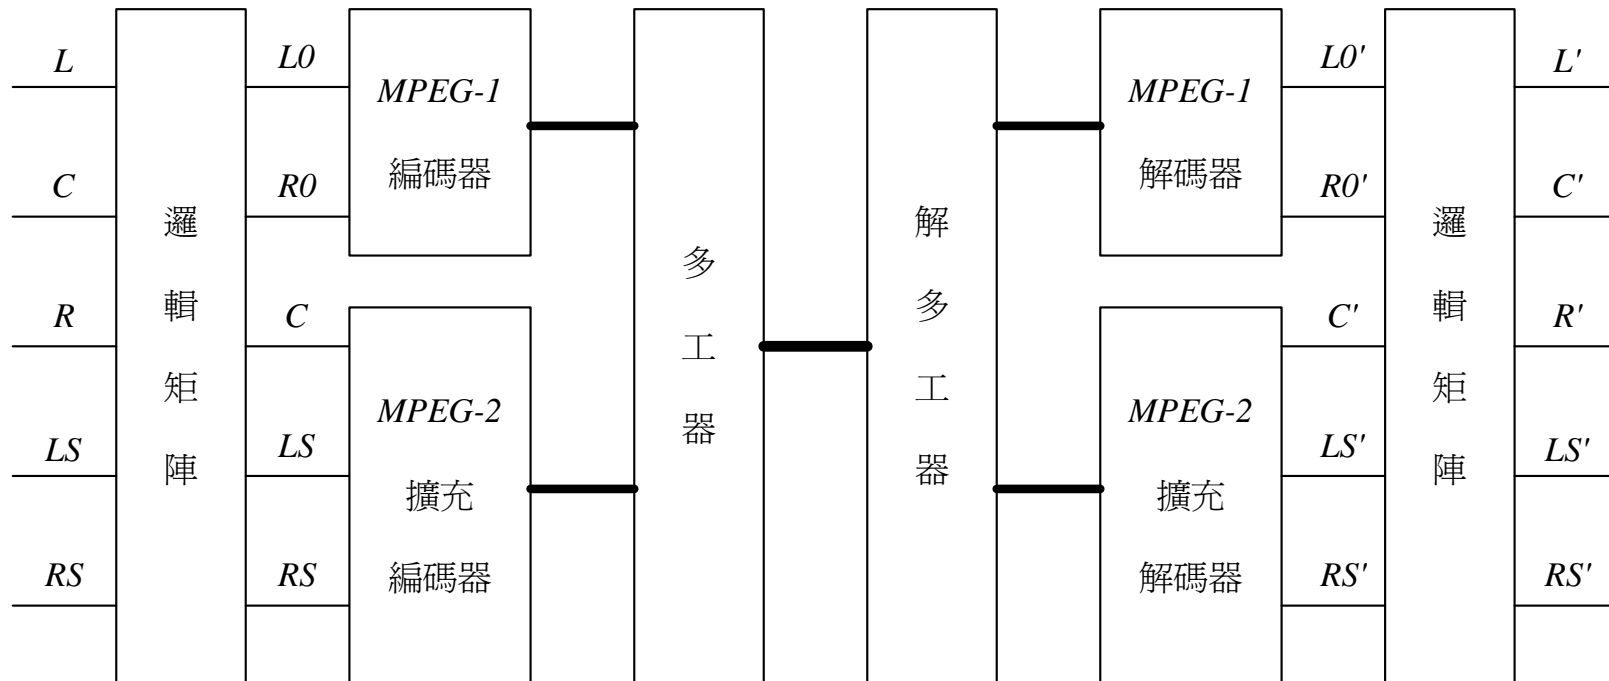 L
C
R
LS
RS
邏輯矩陣
L0
R0
C
LS
RS
MPEG-1
編碼器
MPEG-2
擴充
編碼器
多工器
解多工器
MPEG-1
解碼器
MPEG-2
擴充
解碼器
L0'
R0'
C'
LS'
RS'
邏輯矩陣
L'
C'
R'
LS'
RS'